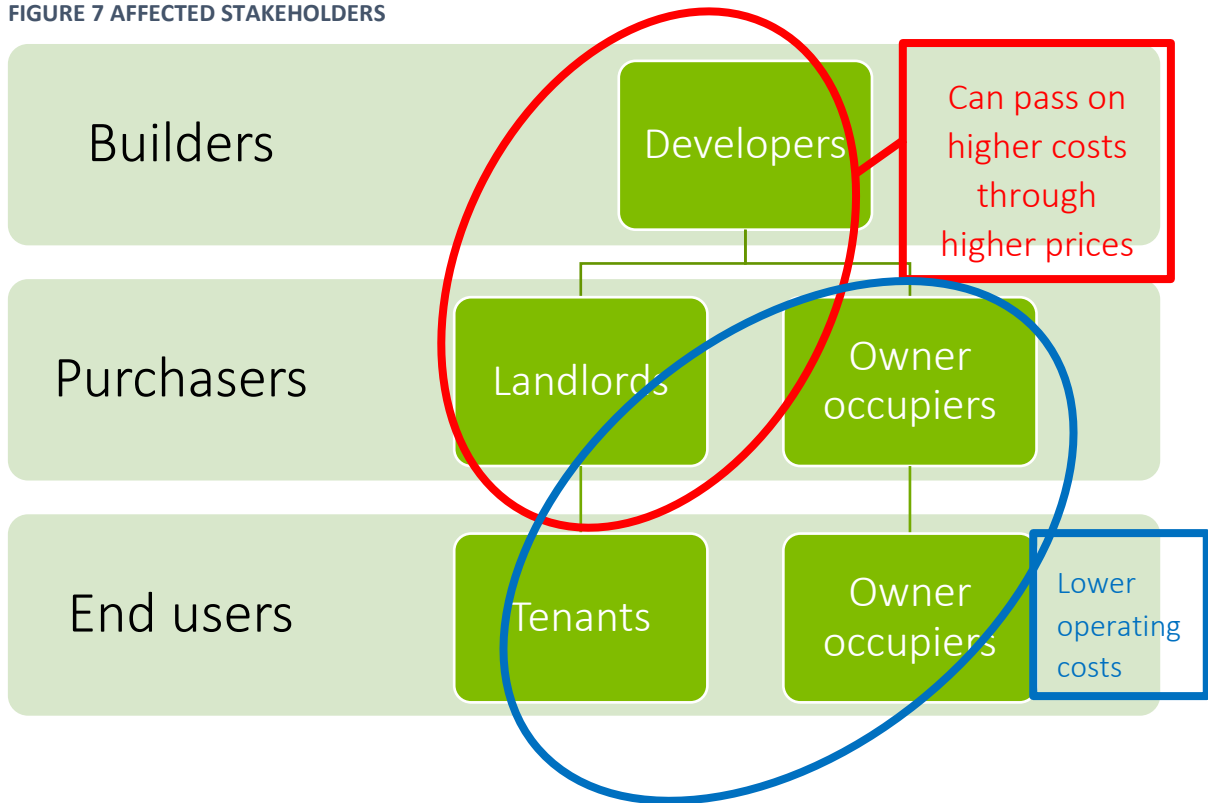 FIGURE 7 AFFECTED STAKEHOLDERS
Builders
Developers
Can pass on
higher costs
through
higher prices
Purchasers
Landlords
Owner
occupiers
End users
Tenants
Owner
occupiers
Lower
operating
costs